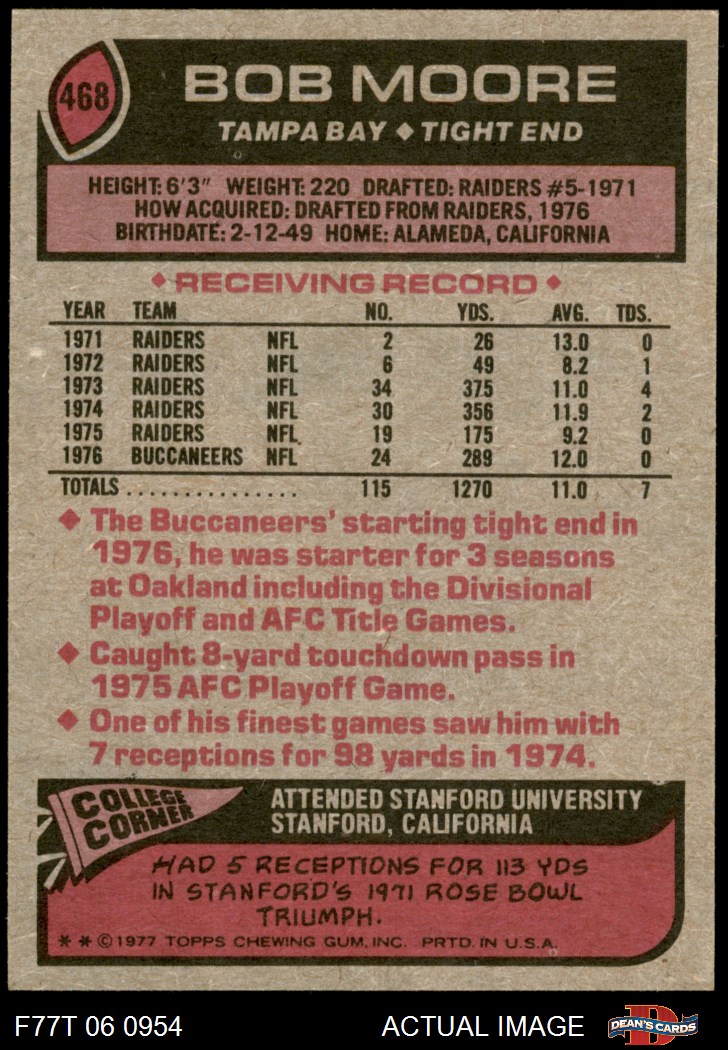 468
BOB MOORE
TAMPA BAY ◆ TIGHT END
HEIGHT: 6'3" WEIGHT: 220 DRAFTED: RAIDERS #5-1971
HOW ACQUIRED: DRAFTED FROM RAIDERS, 1976
BIRTHDATE: 2-12-49 HOME: ALAMEDA, CALIFORNIA
◆ RECEIVING RECORD ◆
YEAR TEAM NO. YDS. AVG. TDS.
1971 RAIDERS NFL 2 26 13.0 0
1972 RAIDERS NFL 6 49 8.2 1
1973 RAIDERS NFL 34 375 11.0 4
1974 RAIDERS NFL 30 356 11.9 2
1975 RAIDERS NFL 19 175 9.2 0
1976 BUCCANEERS NFL 24 289 12.0 0
TOTALS ................ 115 1270 11.0 7
◆ The Buccaneers' starting tight end in
1976, he was starter for 3 seasons
at Oakland including the Divisional
Playoff and AFC Title Games.
◆ Caught 8-yard touchdown pass in
1975 AFC Playoff Game.
◆ One of his finest games saw him with
7 receptions for 98 yards in 1974.
COLLEGE
CORNER
ATTENDED STANFORD UNIVERSITY
STANFORD, CALIFORNIA
HAD 5 RECEPTIONS FOR 113 YDS
IN STANFORD'S 1971 ROSE BOWL
TRIUMPH.
* * © 1977 TOPPS CHEWING GUM, INC. PRTD. IN U.S.A.
F77T 06 0954 ACTUAL IMAGE
D
DEAN'S CARDS